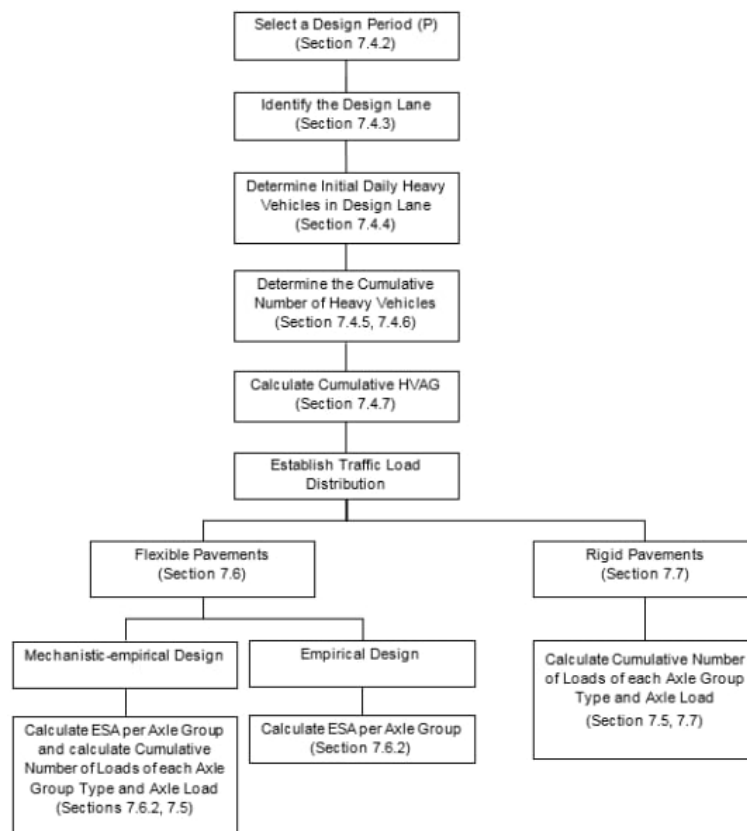 Select a Design Period (P)
(Section 7.4.2)
Identify the Design Lane
(Section 7.4.3)
Determine Initial Daily Heavy
Vehicles in Design Lane
(Section 7.4.4)
Determine the Cumulative
Number of Heavy Vehicles
(Section 7.4.5, 7.4.6)
Calculate Cumulative HVAG
(Section 7.4.7)
Establish Traffic Load
Distribution
Flexible Pavements
(Section 7.6)
Rigid Pavements
(Section 7.7)
Mechanistic-empirical Design
Empirical Design
Calculate Cumulative Number
of Loads of each Axle Group
Type and Axle Load
(Section 7.5, 7.7)
Calculate ESA per Axle Group
and calculate Cumulative
Number of Loads of each Axle
Group Type and Axle Load
(Sections 7.6.2, 7.5)
Calculate ESA per Axle Group
(Section 7.6.2)